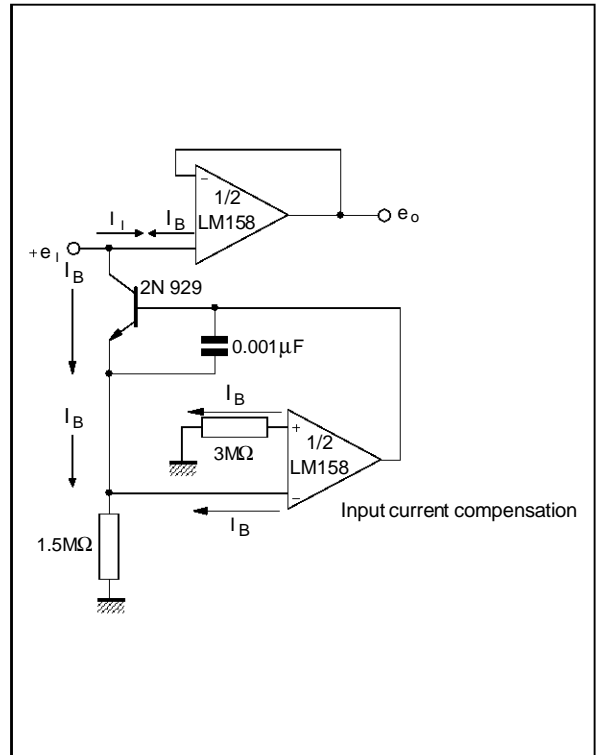 1/2
LM158
I I
I B
e o
+e I
I B
2N 929
0.001μF
I B
I B
1/2
LM158
3MΩ
Input current compensation
I B
1.5MΩ